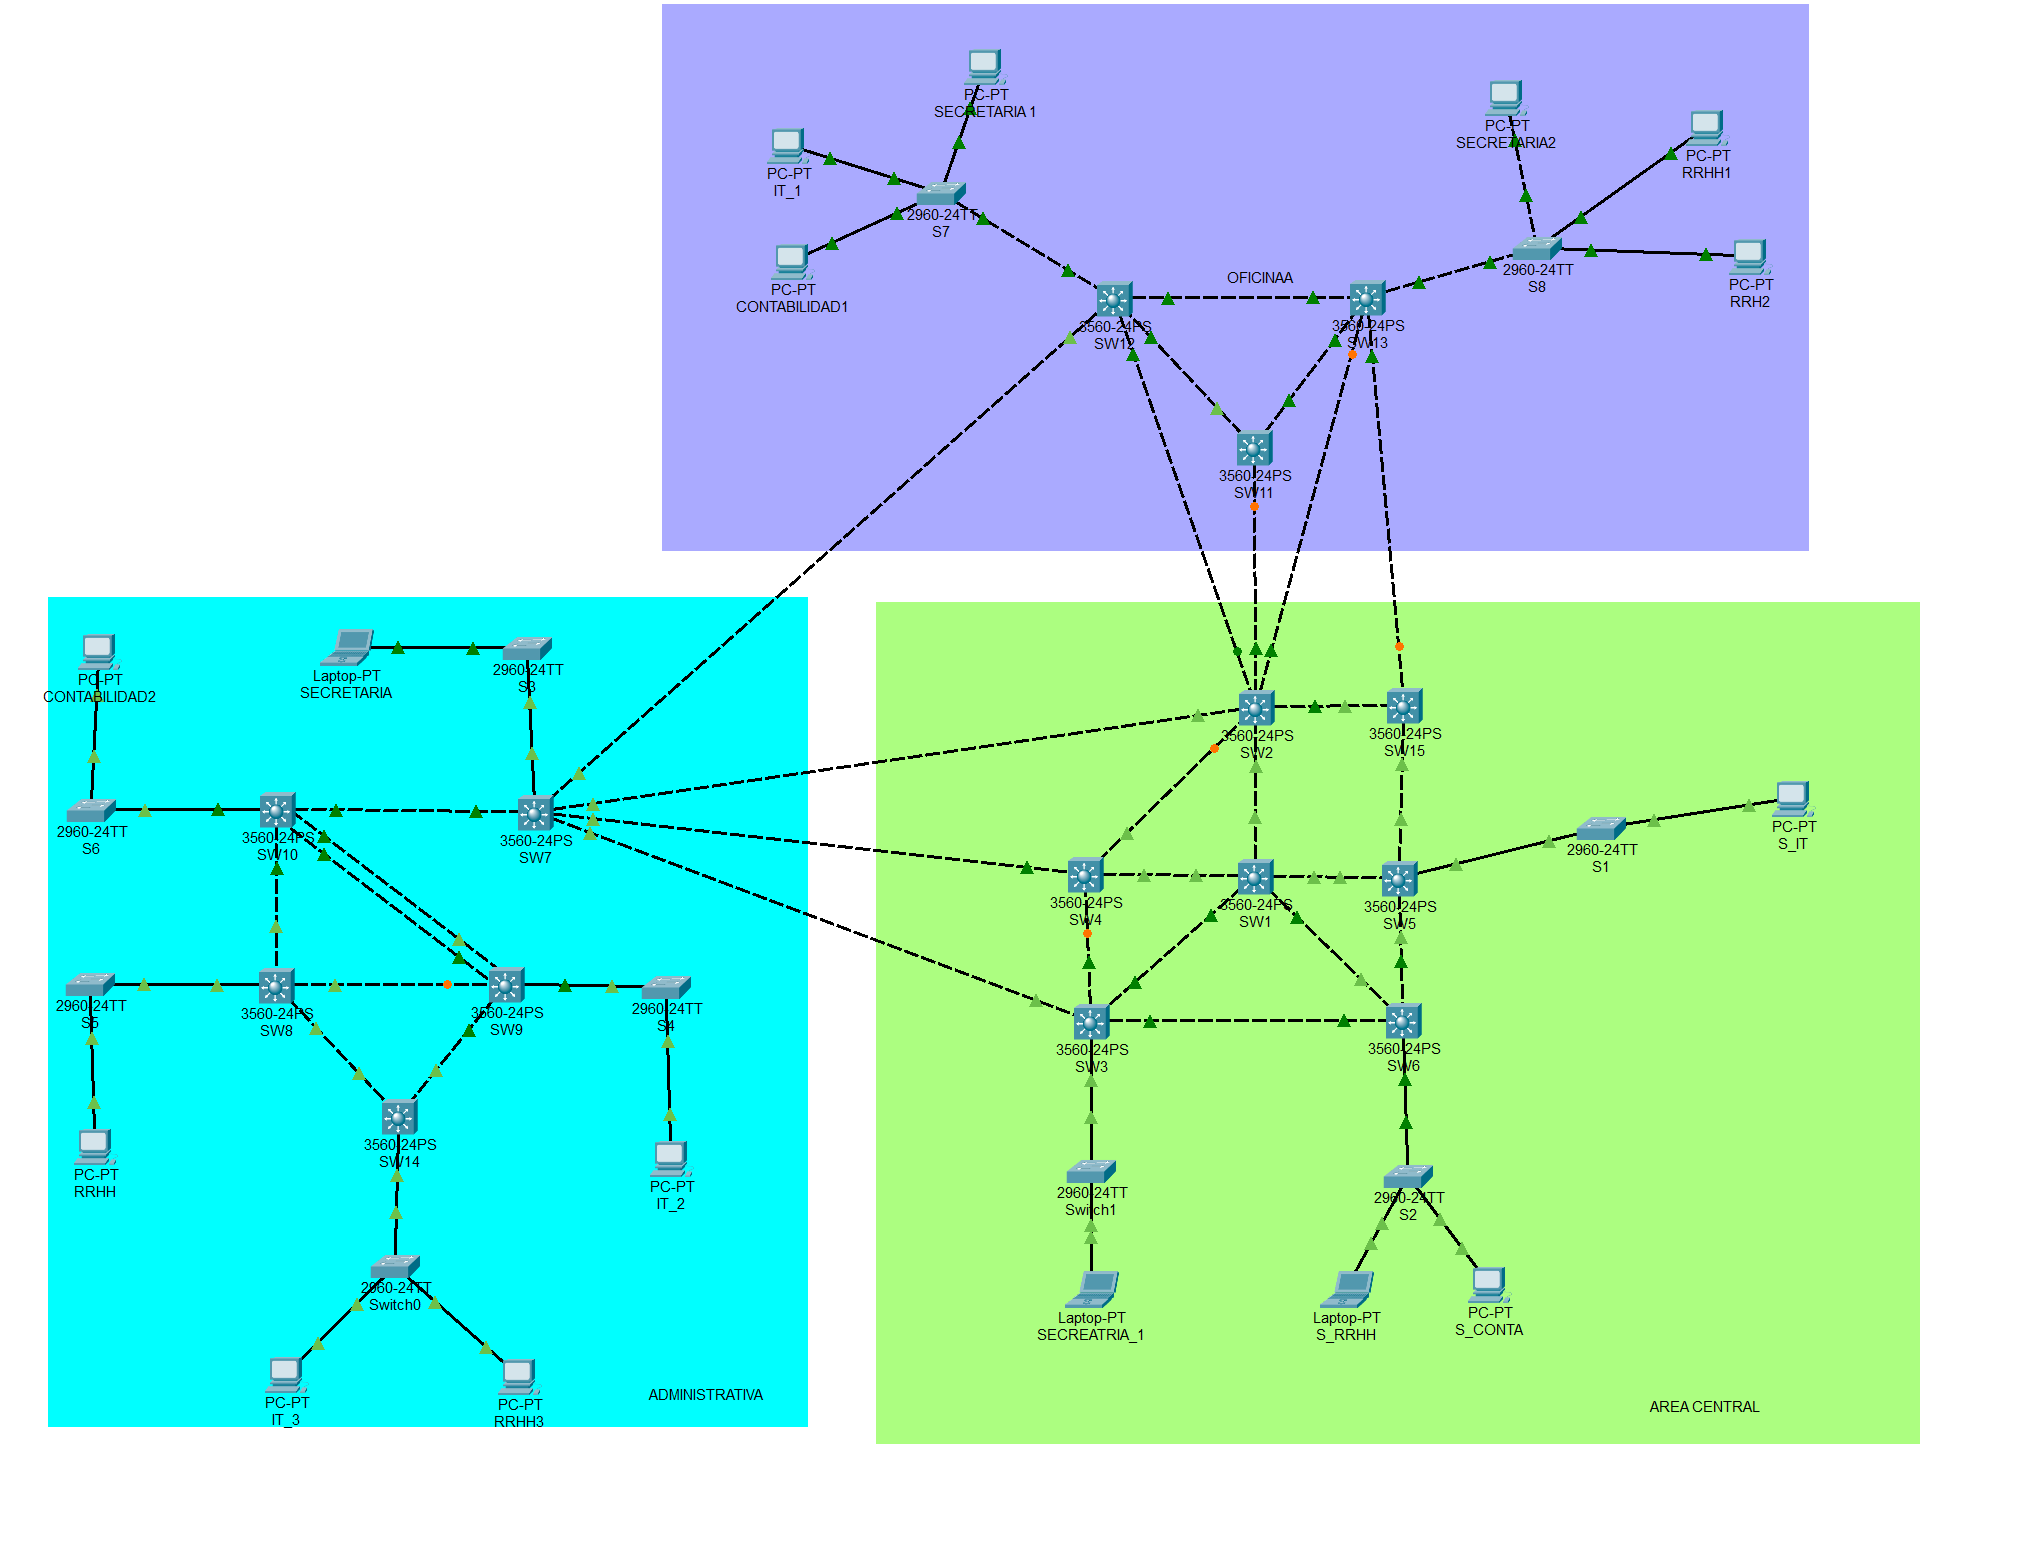 PC-PT
SECRETARIA 1
PC-PT
IT_1
2960-24TT
S7
PC-PT
CONTABILIDAD1
PC-PT
SECRETARIA2
PC-PT
RRHH1
2960-24TT
S8
PC-PT
RRH2
OFICINAA
3560-24PS
SW12
3560-24PS
SW13
3560-24PS
SW11
PC-PT
CONTABILIDAD2
Laptop-PT
SECRETARIA
2960-24TT
S3
2960-24TT
S6
3560-24PS
SW10
3560-24PS
SW7
2960-24TT
S5
3560-24PS
SW8
3560-24PS
SW9
2960-24TT
S4
PC-PT
RRHH
3560-24PS
SW14
PC-PT
IT_2
2960-24TT
Switch0
PC-PT
IT_3
PC-PT
RRHH3
ADMINISTRATIVA
3560-24PS
SW2
3560-24PS
SW15
PC-PT
S_IT
2960-24TT
S1
3560-24PS
SW4
3560-24PS
SW1
3560-24PS
SW5
3560-24PS
SW3
3560-24PS
SW6
2960-24TT
Switch1
2960-24TT
S2
Laptop-PT
SECREATRIA_1
Laptop-PT
S_RRHH
PC-PT
S_CONTA
AREA CENTRAL